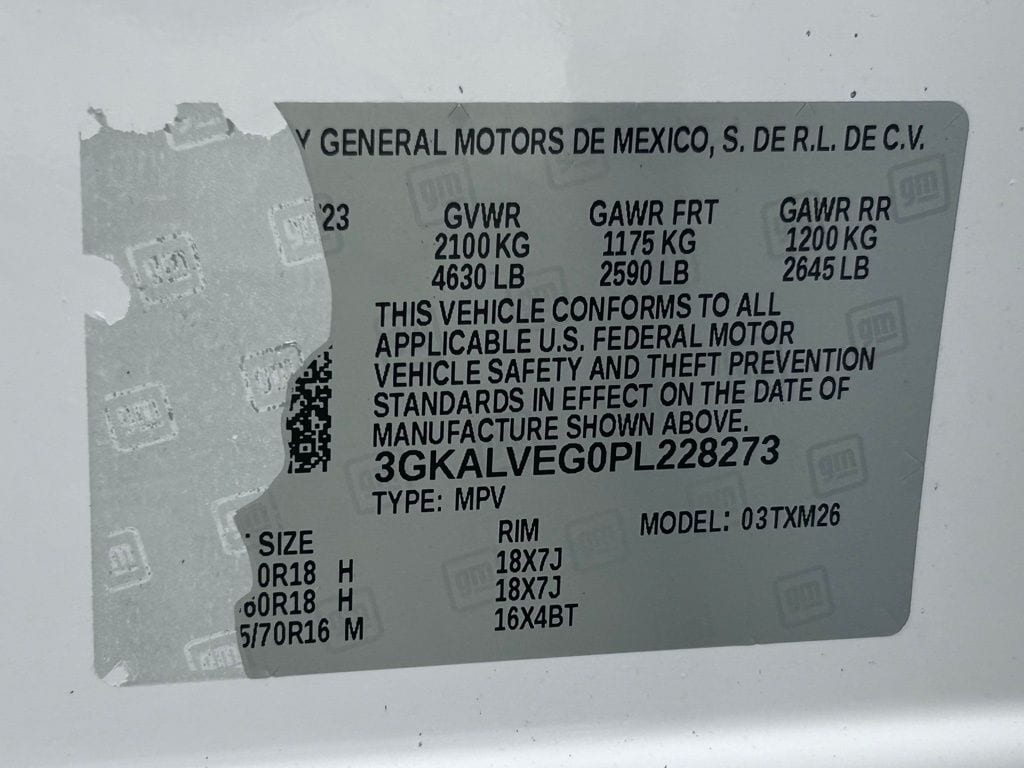 Y GENERAL MOTORS DE MEXICO, S. DE R.L. DE C.V.
'23 GVWR GAWR FRT GAWR RR
2100 KG 1175 KG 1200 KG
4630 LB 2590 LB 2645 LB
THIS VEHICLE CONFORMS TO ALL
APPLICABLE U.S. FEDERAL MOTOR
VEHICLE SAFETY AND THEFT PREVENTION
STANDARDS IN EFFECT ON THE DATE OF
MANUFACTURE SHOWN ABOVE.
3GKALVEG0PL228273
TYPE: MPV
MODEL: 03TXM26
SIZE RIM
0R18 H 18X7J
60R18 H 18X7J
5/70R16 M 16X4BT